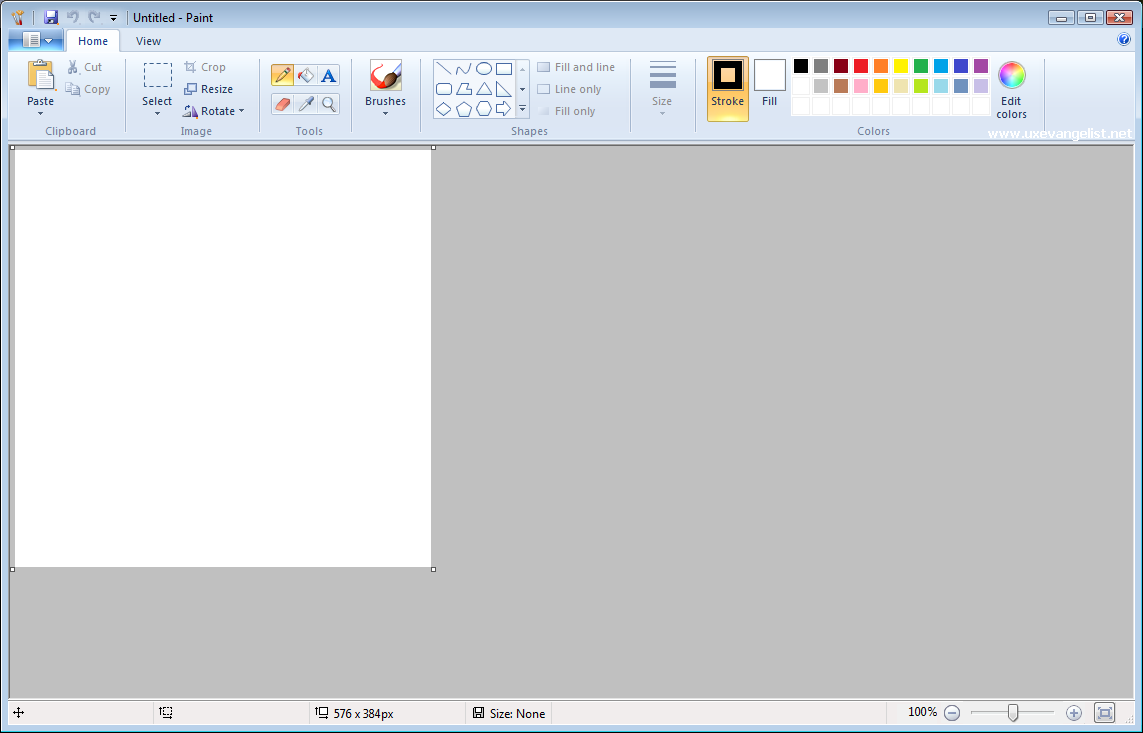 Untitled - Paint
Home View
Cut Crop Fill and line
Copy Resize Line only
Paste Select Rotate Brushes Fill only Size Stroke Fill Edit colors
Clipboard Image Tools Shapes Colors
www.uxevangelist.net
576 x 384px Size: None 100%